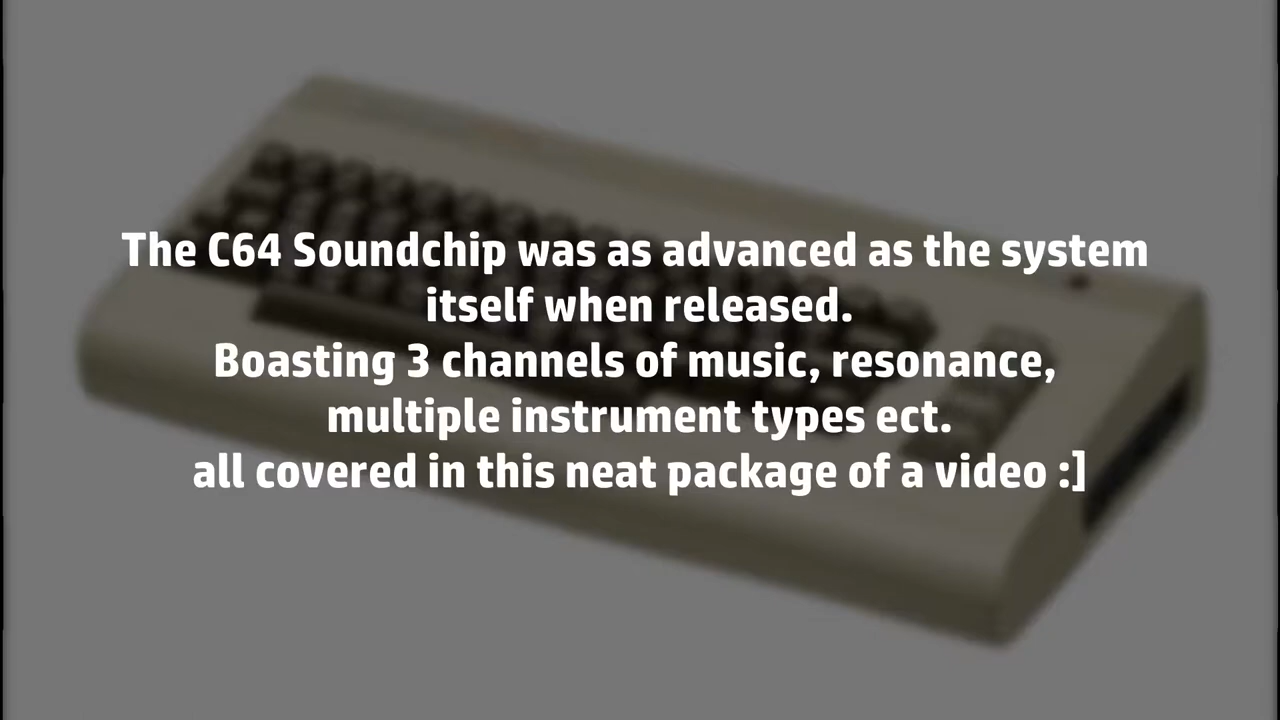 The C64 Soundchip was as advanced as the system
itself when released.
Boasting 3 channels of music, resonance,
multiple instrument types ect.
all covered in this neat package of a video :]